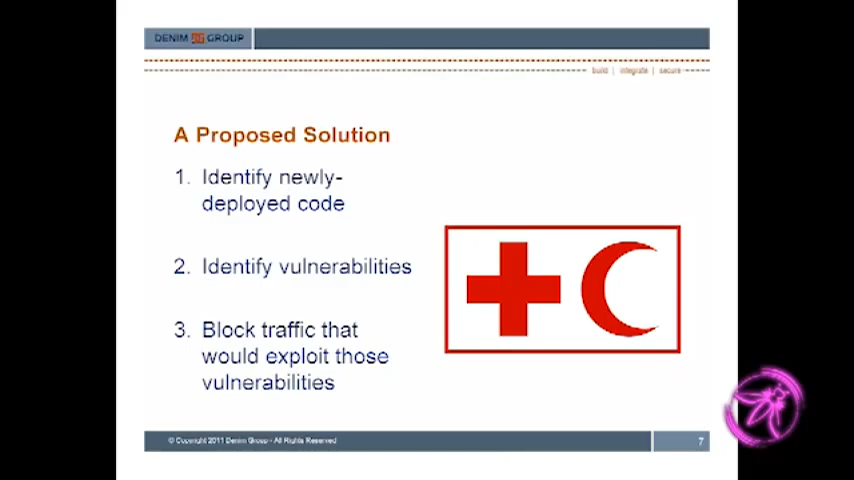 DENIM GROUP
build | integrate | secure
A Proposed Solution
1. Identify newly-
deployed code
2. Identify vulnerabilities
3. Block traffic that
would exploit those
vulnerabilities
© Copyright 2011 Denim Group - All Rights Reserved
7